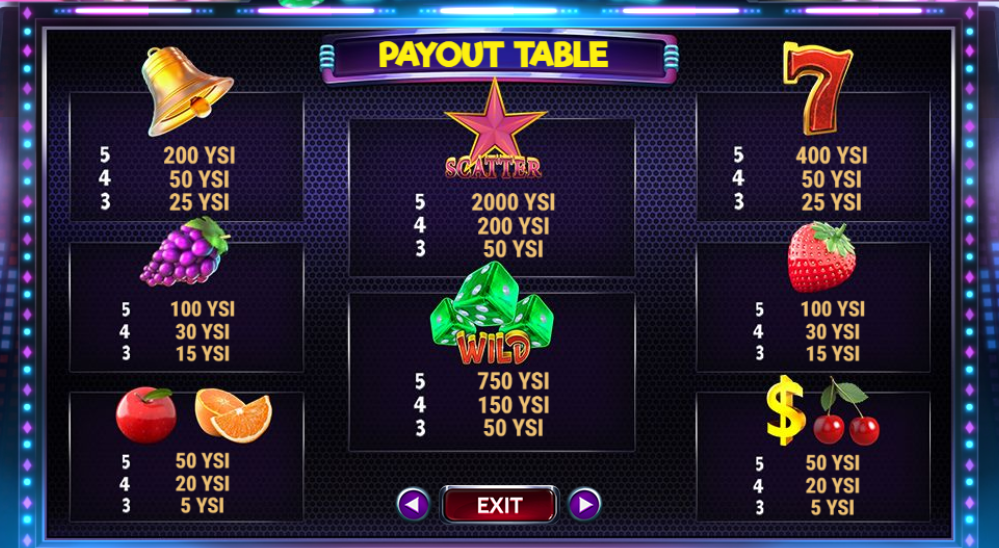 PAYOUT TABLE
5 200 YSI
4 50 YSI
3 25 YSI
SCATTER
5 2000 YSI
4 200 YSI
3 50 YSI
7
5 400 YSI
4 50 YSI
3 25 YSI
5 100 YSI
4 30 YSI
3 15 YSI
WILD
5 750 YSI
4 150 YSI
3 50 YSI
5 100 YSI
4 30 YSI
3 15 YSI
5 50 YSI
4 20 YSI
3 5 YSI
$
5 50 YSI
4 20 YSI
3 5 YSI
EXIT